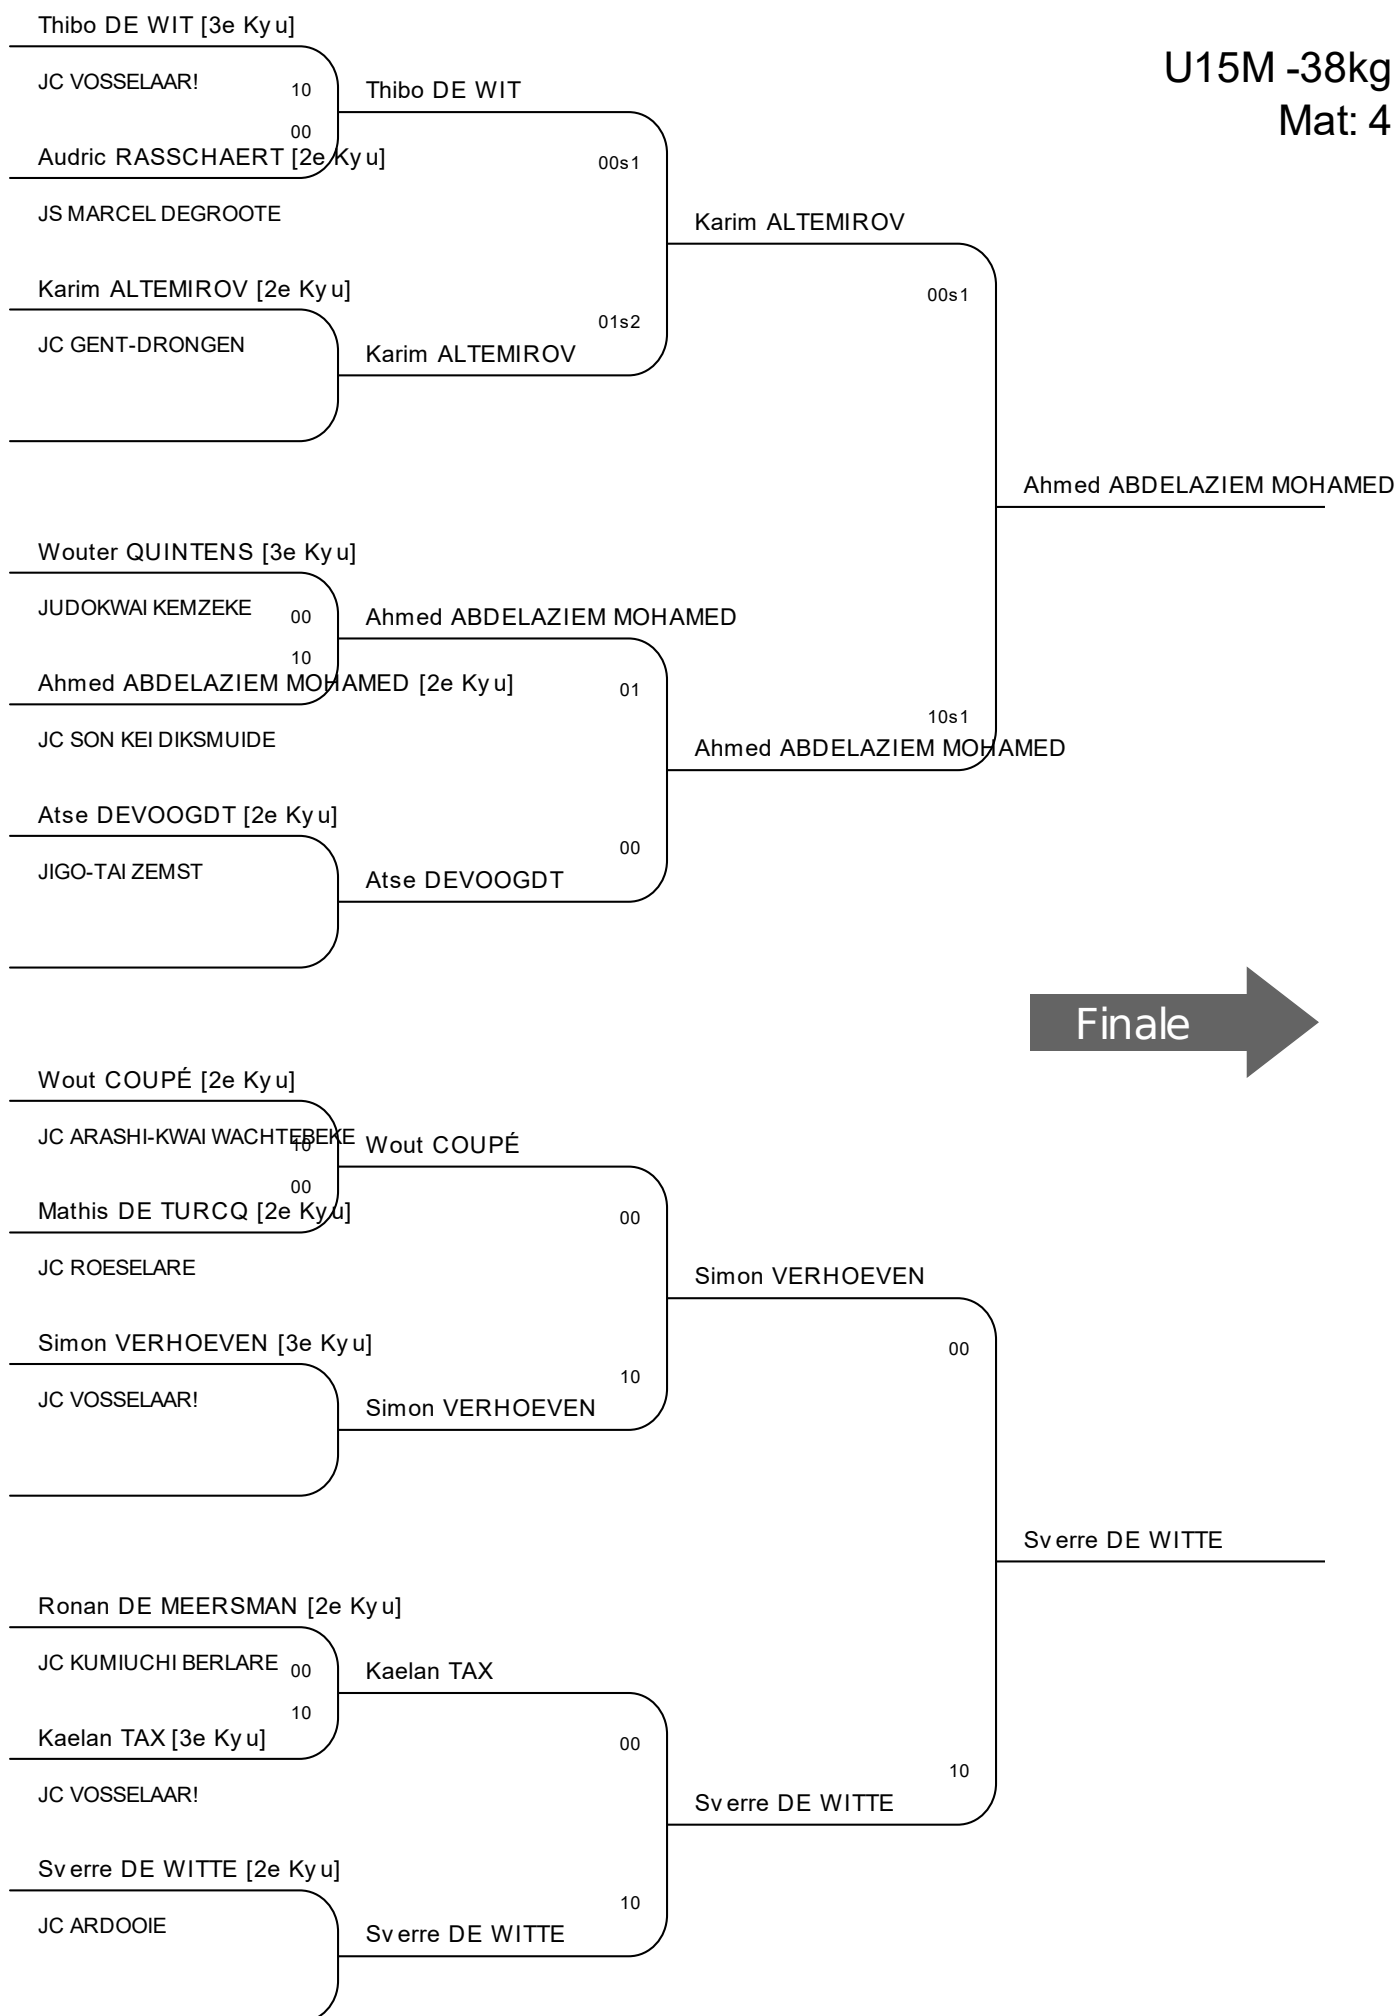 Thibo DE WIT [3e Kyu]
U15M -38kg
JC VOSSELAAR!
10
Thibo DE WIT
Mat: 4
00
Audric RASSCHAERT [2e Kyu]
00s1
JS MARCEL DEGROOTE
Karim ALTEMIROV
Karim ALTEMIROV [2e Kyu]
00s1
01s2
JC GENT-DRONGEN
Karim ALTEMIROV
Ahmed ABDELAZIEM MOHAMED
Wouter QUINTENS [3e Kyu]
JUDOKWAI KEMZEKE
00
Ahmed ABDELAZIEM MOHAMED
10
Ahmed ABDELAZIEM MOHAMED [2e Kyu]
01
10s1
JC SON KEI DIKSMUIDE
Ahmed ABDELAZIEM MOHAMED
Atse DEVOOGDT [2e Kyu]
00
JIGO-TAI ZEMST
Atse DEVOOGDT
Finale
Wout COUPÉ [2e Kyu]
JC ARASHI-KWAI WACHTEBEKE
10
Wout COUPÉ
00
Mathis DE TURCQ [2e Kyu]
00
JC ROESELARE
Simon VERHOEVEN
Simon VERHOEVEN [3e Kyu]
00
10
JC VOSSELAAR!
Simon VERHOEVEN
Sverre DE WITTE
Ronan DE MEERSMAN [2e Kyu]
JC KUMIUCHI BERLARE
00
Kaelan TAX
10
Kaelan TAX [3e Kyu]
00
10
JC VOSSELAAR!
Sverre DE WITTE
Sverre DE WITTE [2e Kyu]
10
JC ARDOOIE
Sverre DE WITTE